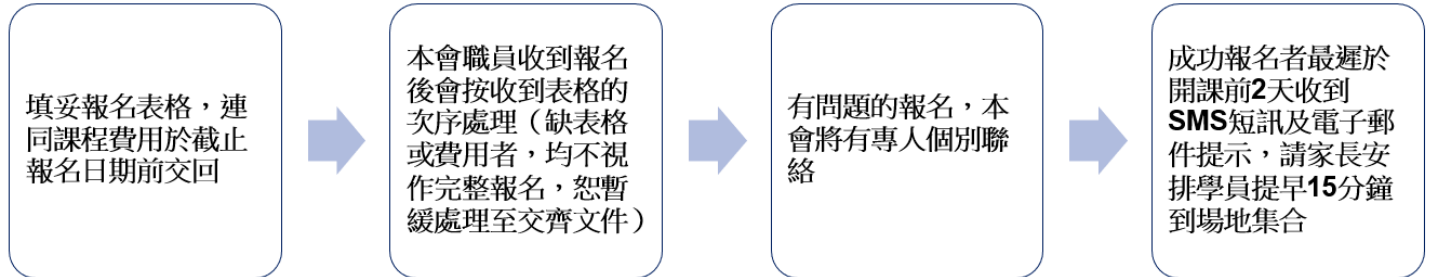 填妥報名表格，連
同課程費用於截止
報名日期前交回
本會職員收到報名
後會按收到表格的
次序處理（缺表格
或費用者，均不視
作完整報名，恕暫
緩處理至交齊文件）
有問題的報名，本
會將有專人個別聯
絡
成功報名者最遲於
開課前2天收到
SMS短訊及電子郵
件提示，請家長安
排學員提早15分鐘
到場地集合